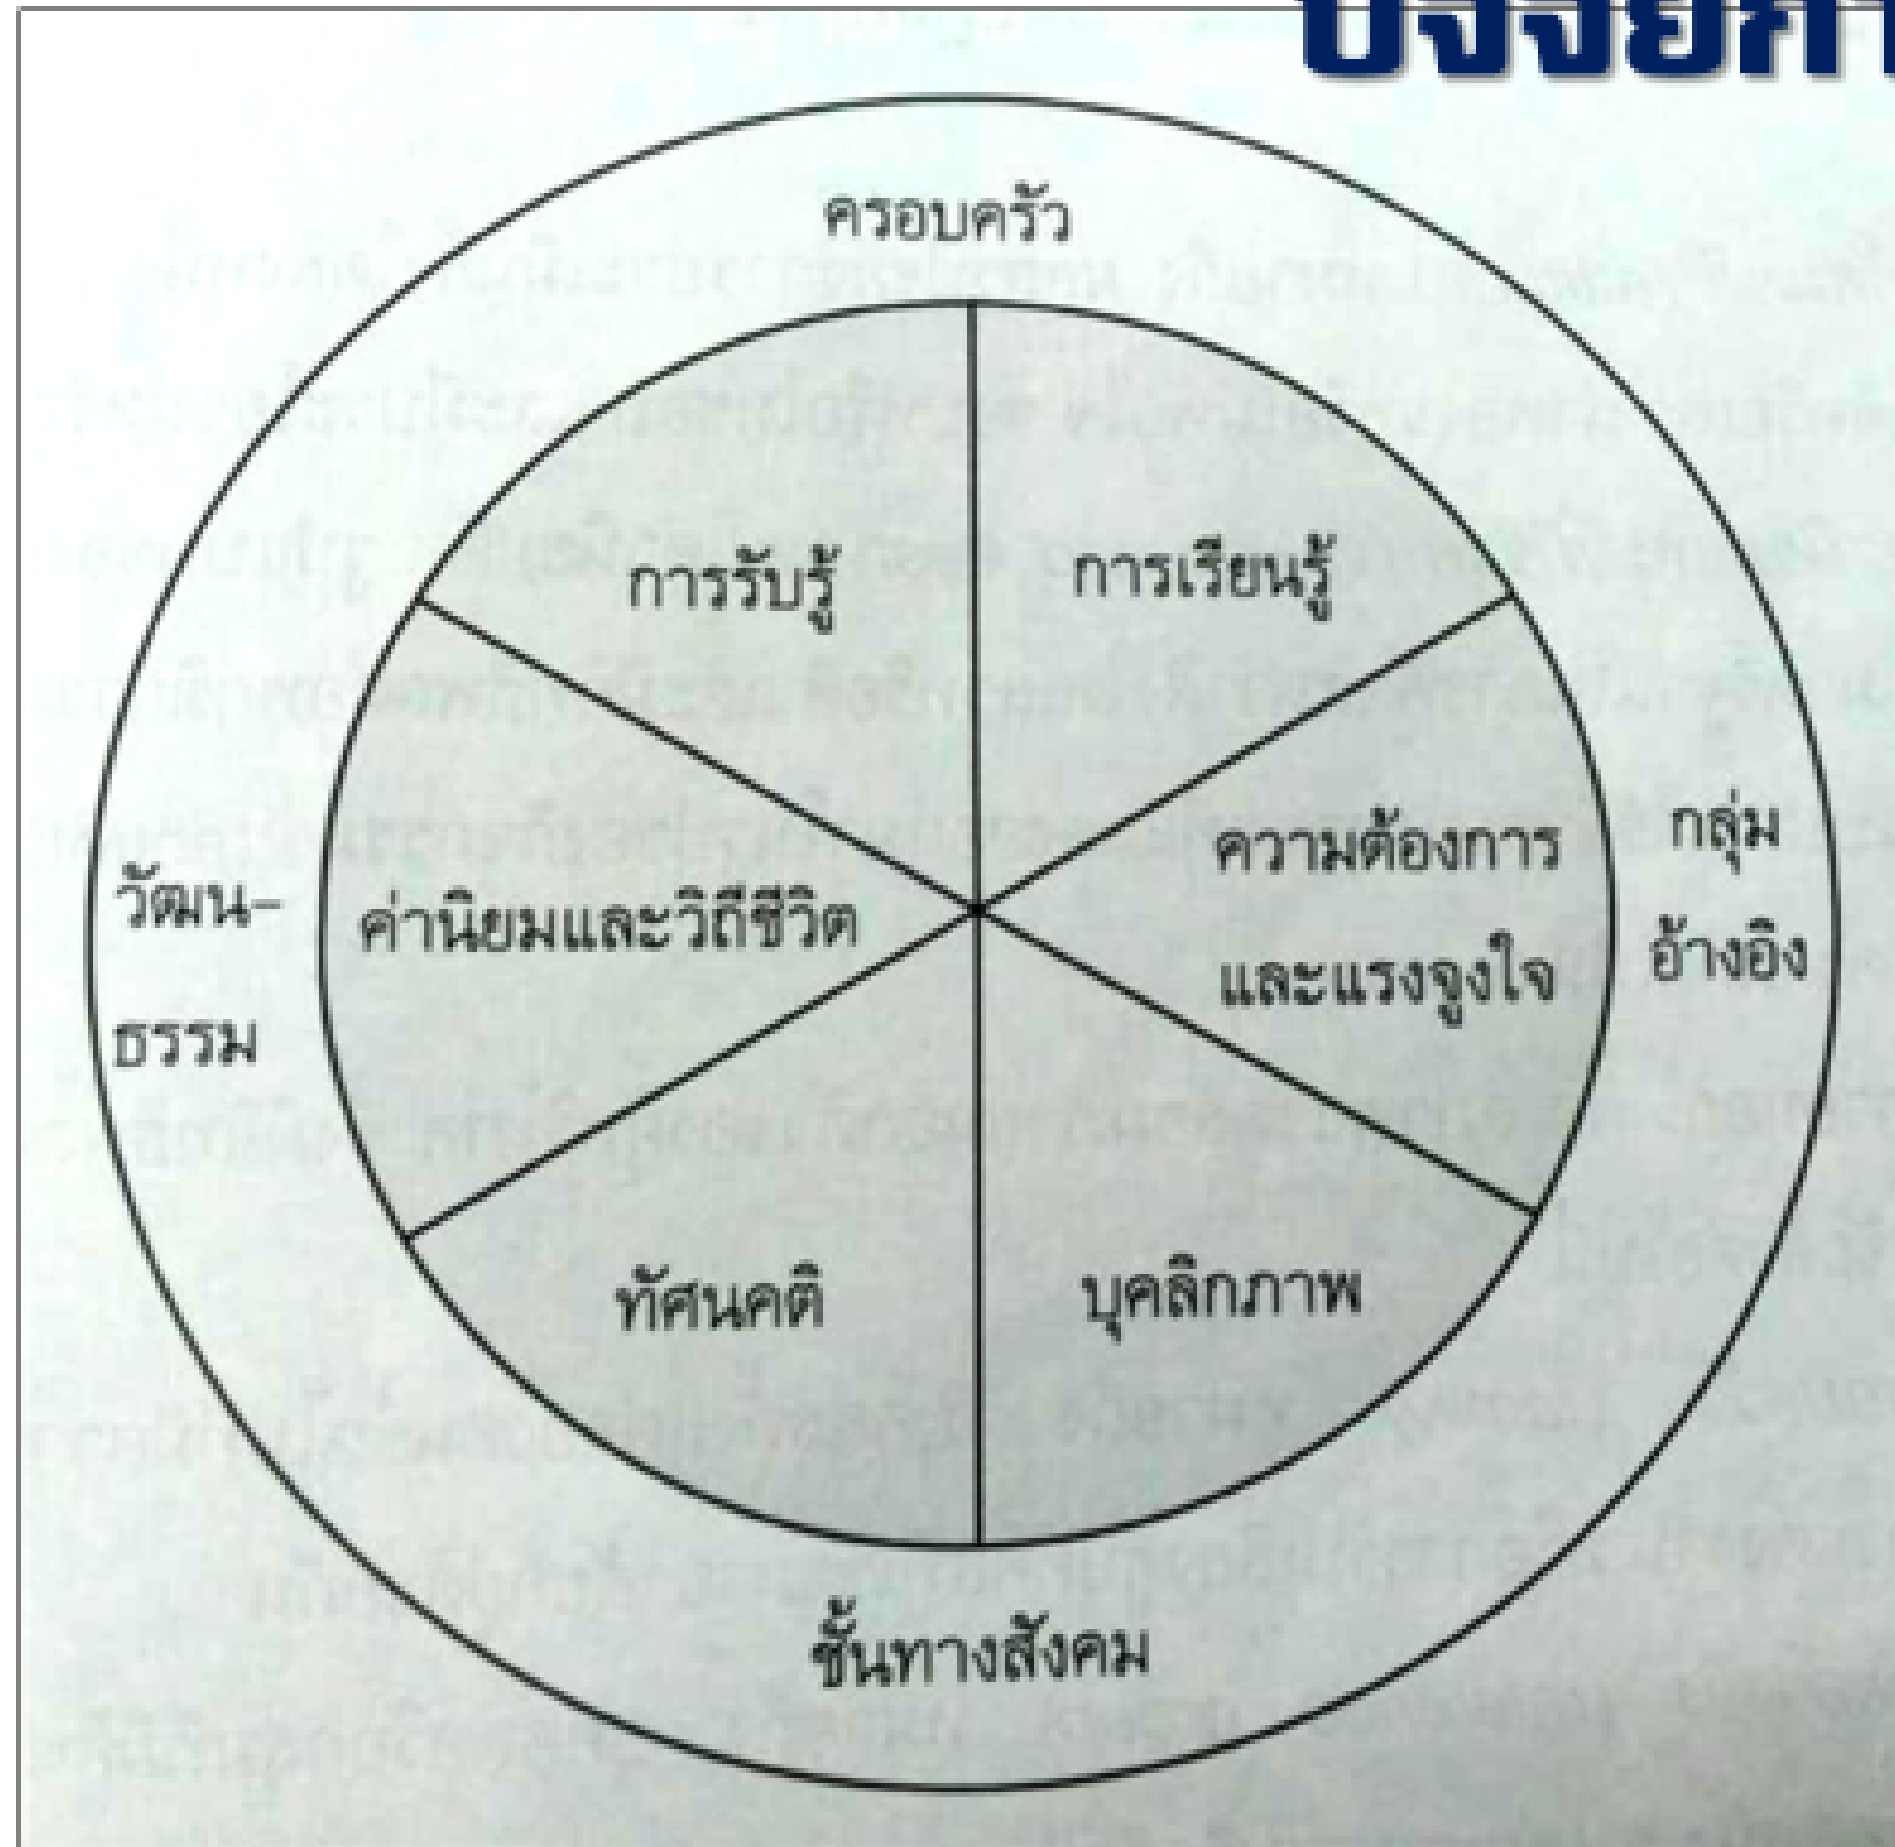 ครอบครัว
การรับรู้
การเรียนรู้
ความต้องการ
และแรงจูงใจ
กลุ่ม
อ้างอิง
วัฒน-
ธรรม
ค่านิยมและวิถีชีวิต
ทัศนคติ
บุคลิกภาพ
ชั้นทางสังคม